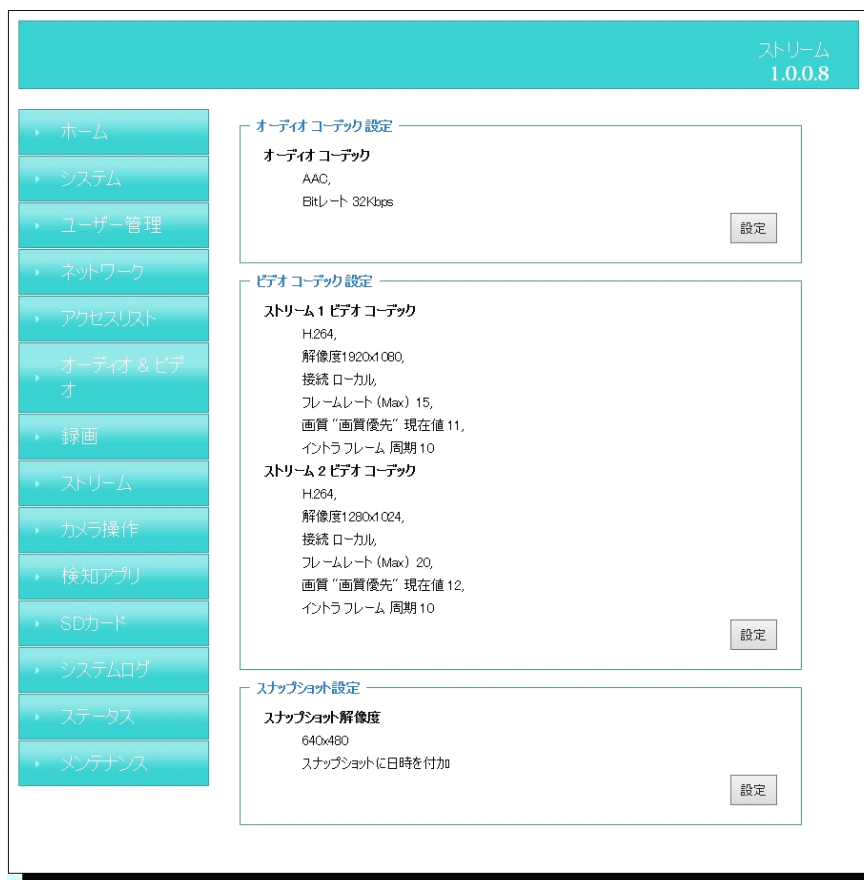 ストリーム
1.0.0.8
ホーム
システム
ユーザー管理
ネットワーク
アクセスリスト
オーディオ & ビデ
オ
録画
ストリーム
カメラ操作
検知アプリ
SDカード
システムログ
ステータス
メンテナンス
オーディオ コーデック 設定
オーディオ コーデック
AAC,
Bitレート 32Kbps
設定
ビデオ コーデック 設定
ストリーム 1 ビデオ コーデック
H.264,
解像度1920x1080,
接続 ローカル,
フレームレート (Max) 15,
画質 “画質優先“ 現在値 11,
イントラ フレーム 周期 10
ストリーム 2 ビデオ コーデック
H.264,
解像度1280x1024,
接続 ローカル,
フレームレート (Max) 20,
画質 “画質優先“ 現在値 12,
イントラ フレーム 周期 10
設定
スナップショット設定
スナップショット解像度
640x480
スナップショットに日時を付加
設定